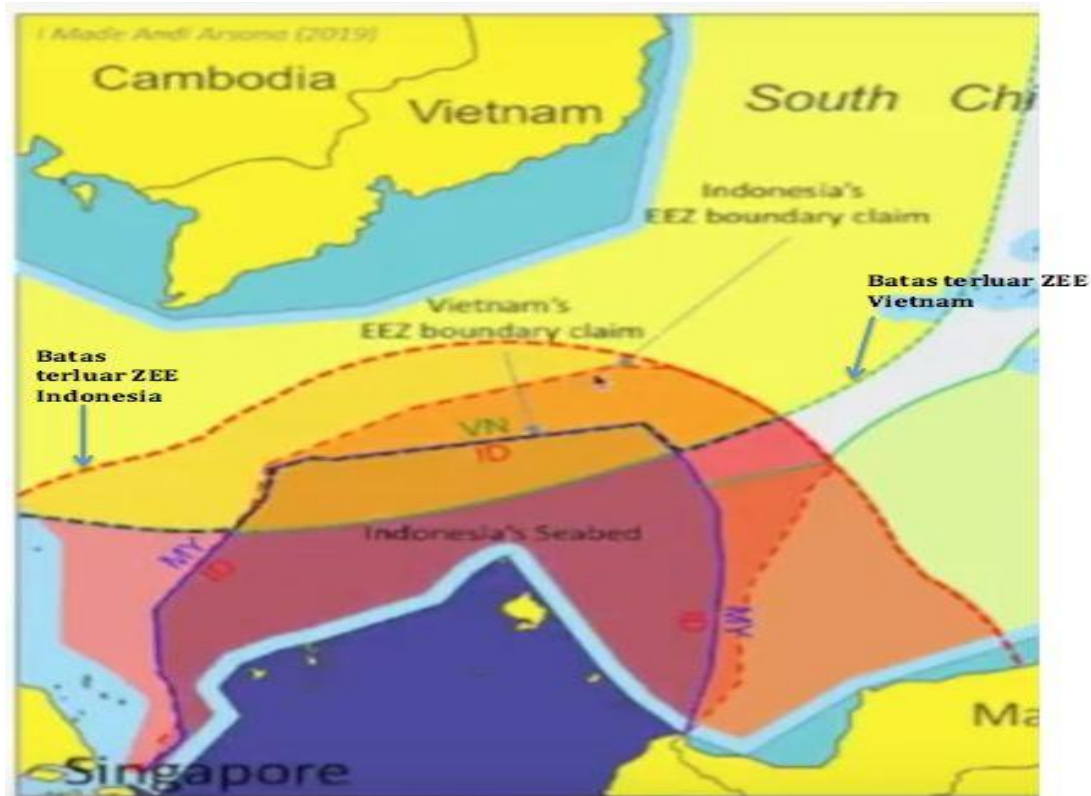 I Made Andi Arsana (2019)
Cambodia
Vietnam
South Chi
Indonesia's
EEZ boundary claim
Batas terluar ZEE
Vietnam
Vietnam's
EEZ boundary claim
Batas
terluar ZEE
Indonesia
VN
ID
Indonesia's Seabed
MY
ID
ID
MY
Ma
Singapore